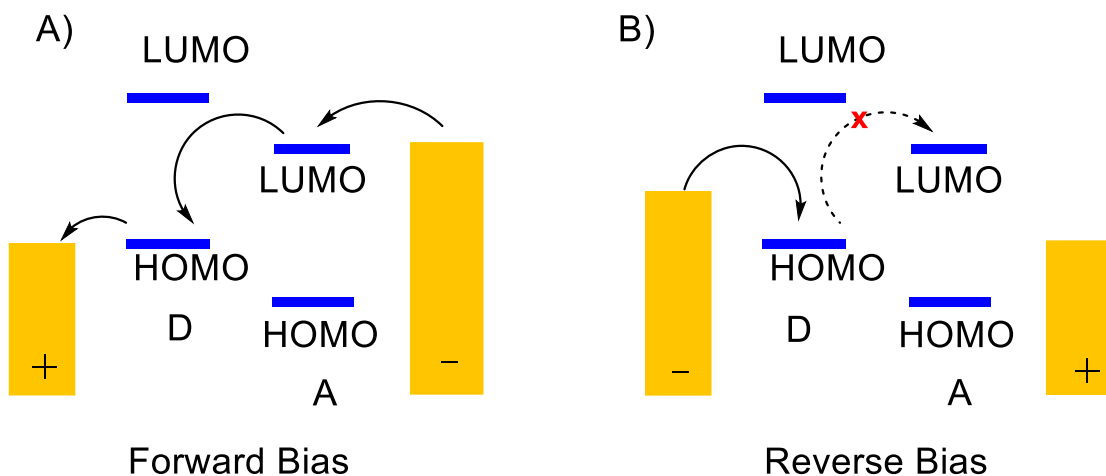 A)
LUMO
LUMO
HOMO
D
HOMO
A
+
−
Forward Bias
B)
LUMO
x
LUMO
HOMO
D
HOMO
A
−
+
Reverse Bias